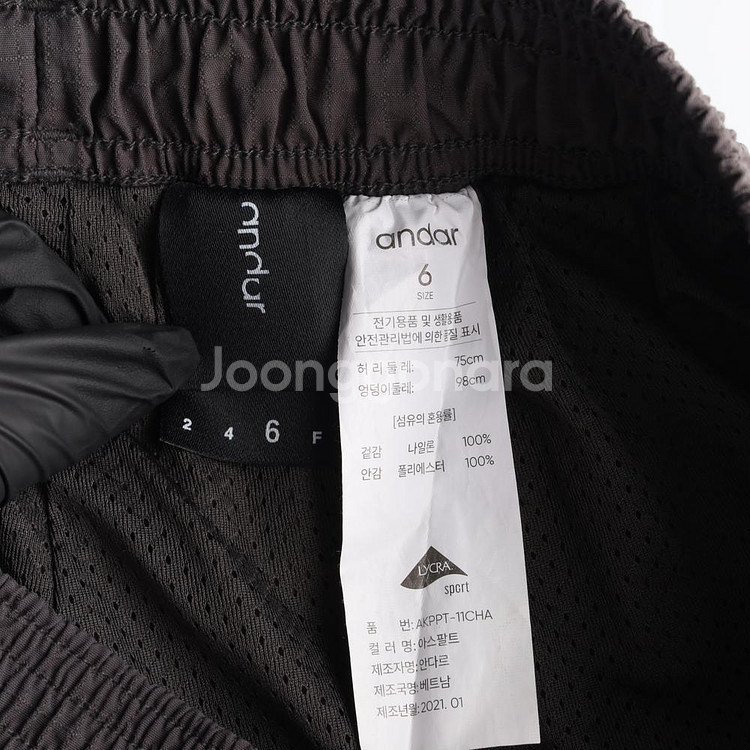 andar
2 4 6 F
andar
6
SIZE
전기용품 및 생활용품
안전관리법에 의한 품질 표시
허 리 둘 레: 75cm
엉덩이둘레: 98cm
[섬유의 혼용률]
겉감 나일론 100%
안감 폴리에스터 100%
LYCRA
sport
품 번: AKPPT-11CHA
컬 러 명: 아스팔트
제조자명: 안다르
제조국명: 베트남
제조년월: 2021. 01
Joonggonara